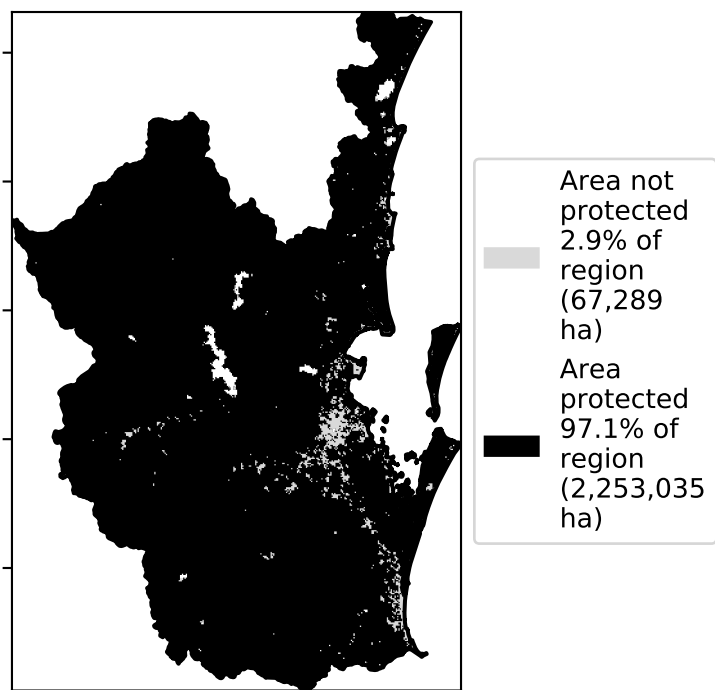 Area not
protected
2.9% of
region
(67,289
ha)
Area
protected
97.1% of
region
(2,253,035
ha)